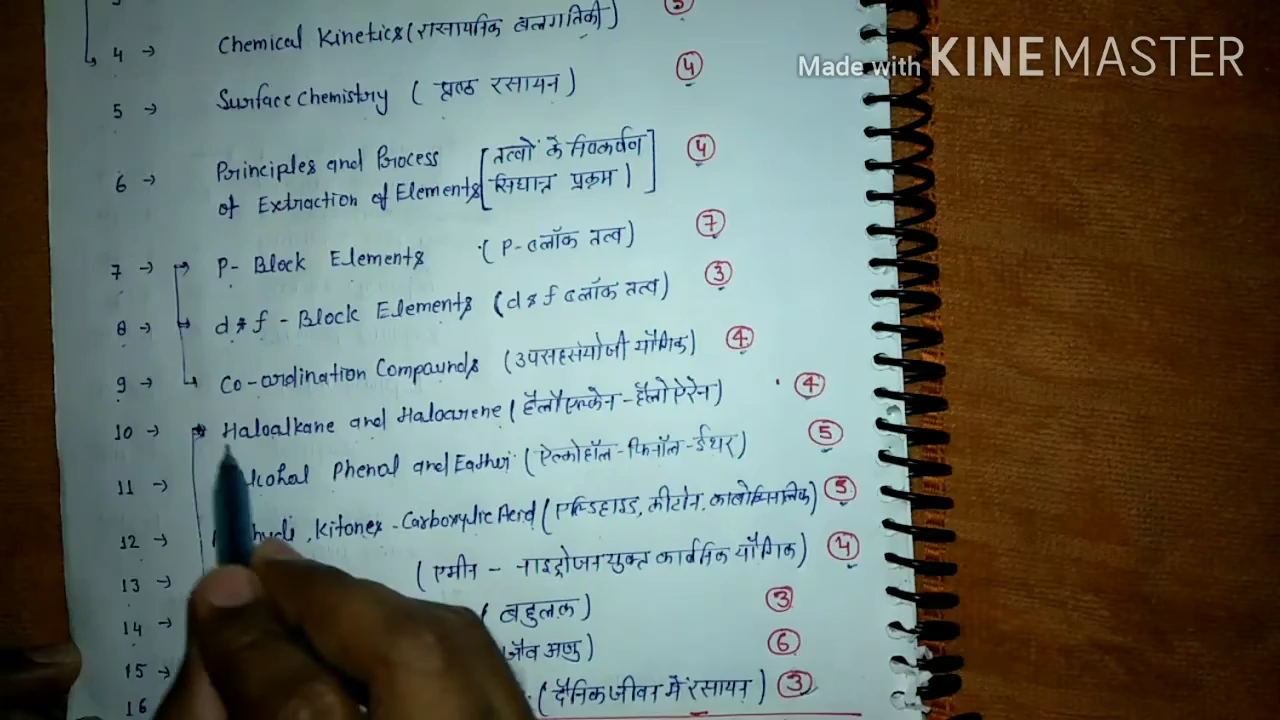 Made with KINEMASTER
4 → Chemical Kinetics (रासायनिक बलगतिकी)
5 → Surface Chemistry ( पृष्ठ रसायन ) 4
6 → Principles and Process [तत्वों के निष्कर्षण
of Extraction of Elements सिद्यान्त प्रक्रम ।] 4
7 → P- Block Elements (P-ब्लॉक तत्व) 7
8 → d & f - Block Elements (d & f ब्लॉक तत्व) 3
9 → Co-ordination Compounds (उपसहसंयोजी यौगिक) 4
10 → Haloalkane and Haloarene (हैलोएल्केन - हैलोऐरेन) 4
11 → Phenol and (ऐल्कोहॉल - फिनॉल - ईथर) 5
12 → , Kitones - Carboxylic Acid (एल्डिहाइड, कीटोन, ) 5
13 → (एमीन - नाइट्रोजन युक्त कार्बनिक यौगिक) 4
14 → (बहुलक) 3
15 → जैव अणु) 6
16 (दैनिक जीवन में रसायन) 3